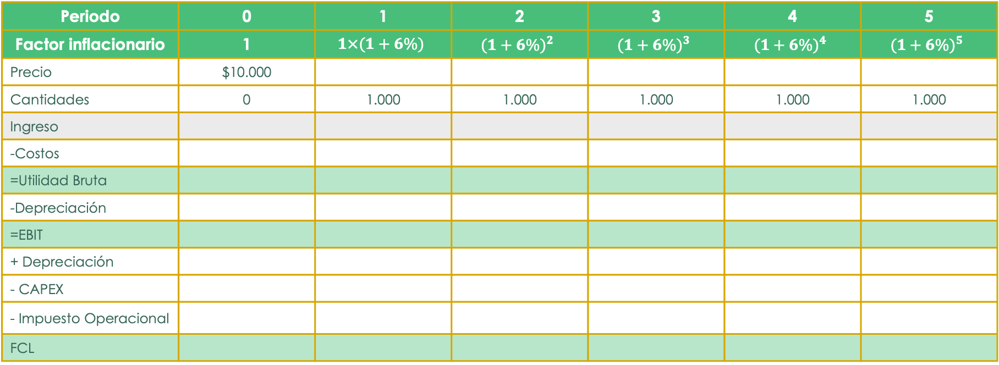 Periodo 0 1 2 3 4 5
Factor inflacionario 1 1×(1 + 6%) (1 + 6%)² (1 + 6%)³ (1 + 6%)⁴ (1 + 6%)⁵
Precio $10.000
Cantidades 0 1.000 1.000 1.000 1.000 1.000
Ingreso
-Costos
=Utilidad Bruta
-Depreciación
=EBIT
+ Depreciación
- CAPEX
- Impuesto Operacional
FCL